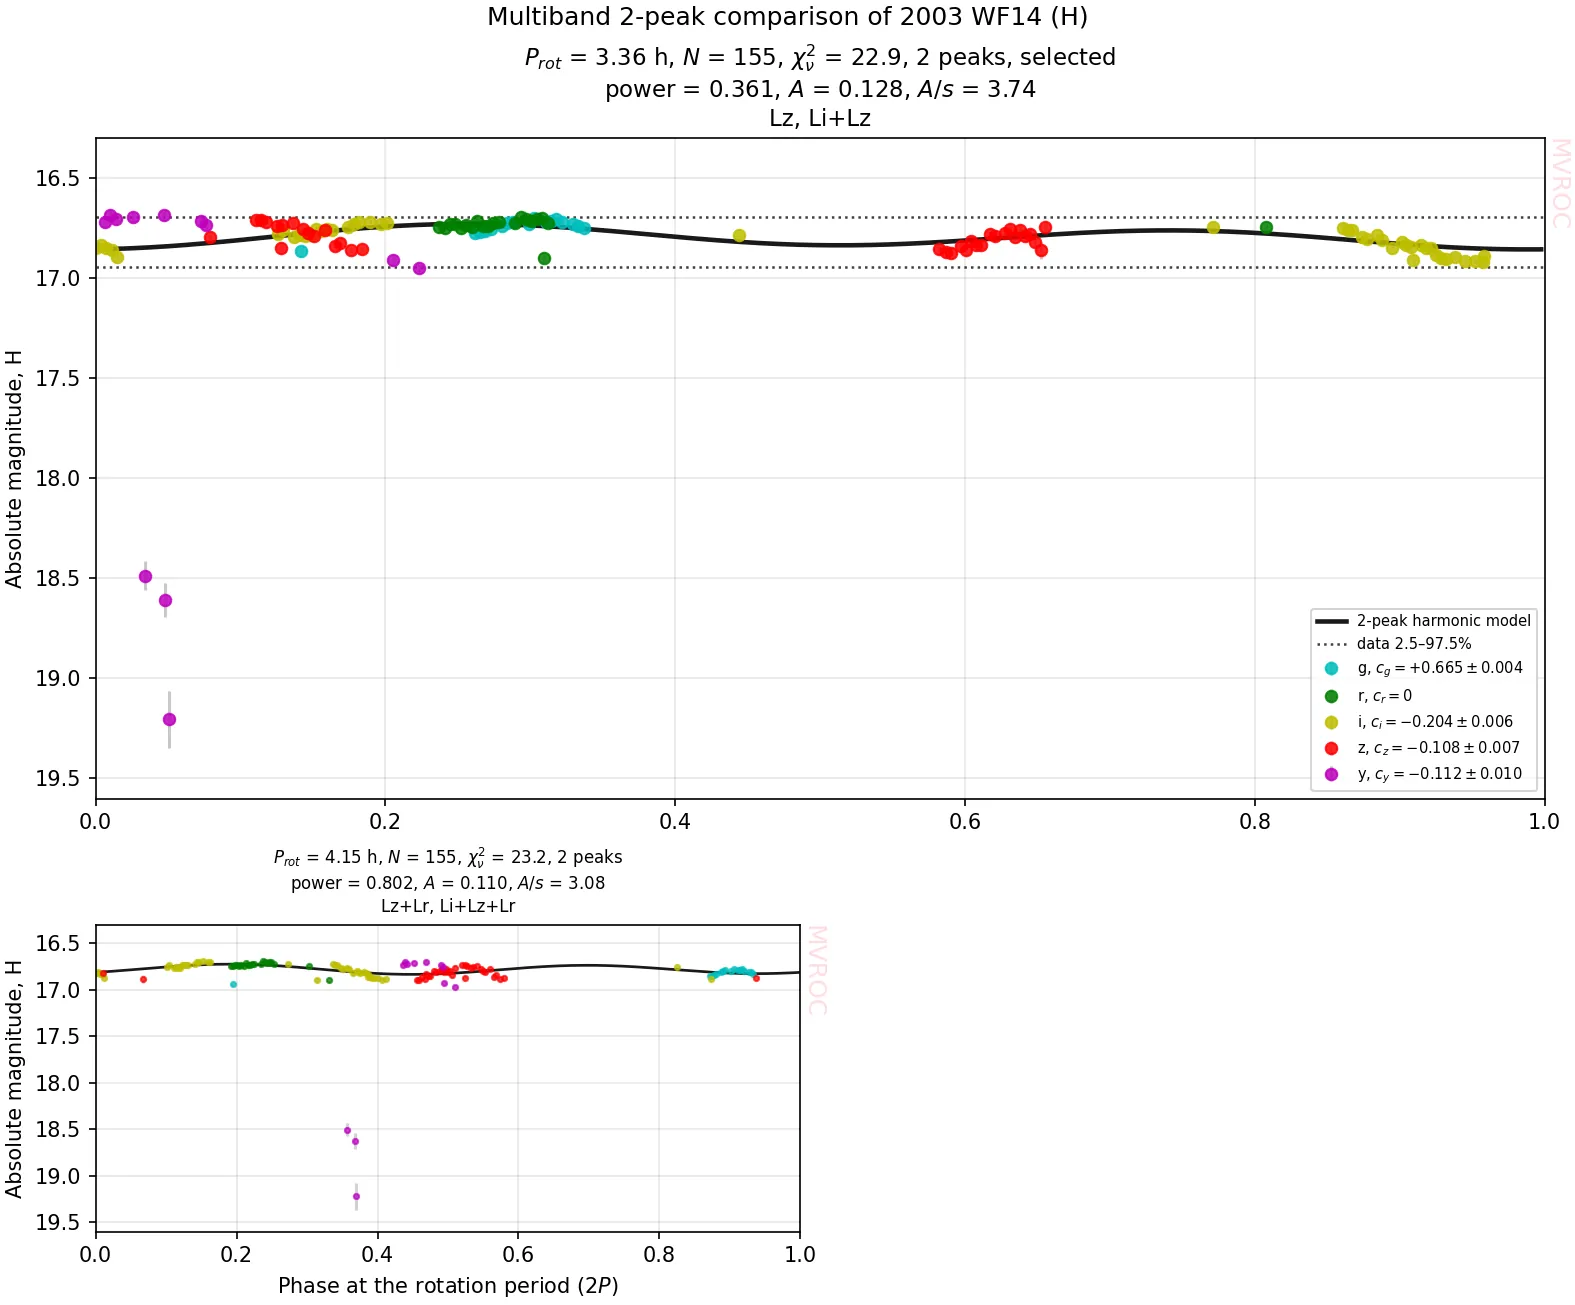 Multiband 2-peak comparison of 2003 WF14 (H)
P_rot = 3.36 h, N = 155, χ²_ν = 22.9, 2 peaks, selected
power = 0.361, A = 0.128, A/s = 3.74
Lz, Li+Lz
MVROC
16.5
17.0
17.5
18.0
18.5
19.0
19.5
Absolute magnitude, H
2-peak harmonic model
data 2.5–97.5%
g, c_g = +0.665 ± 0.004
r, c_r = 0
i, c_i = −0.204 ± 0.006
z, c_z = −0.108 ± 0.007
y, c_y = −0.112 ± 0.010
0.0 0.2 0.4 0.6 0.8 1.0
P_rot = 4.15 h, N = 155, χ²_ν = 23.2, 2 peaks
power = 0.802, A = 0.110, A/s = 3.08
Lz+Lr, Li+Lz+Lr
MVROC
16.5
17.0
17.5
18.0
18.5
19.0
19.5
Absolute magnitude, H
0.0 0.2 0.4 0.6 0.8 1.0
Phase at the rotation period (2P)